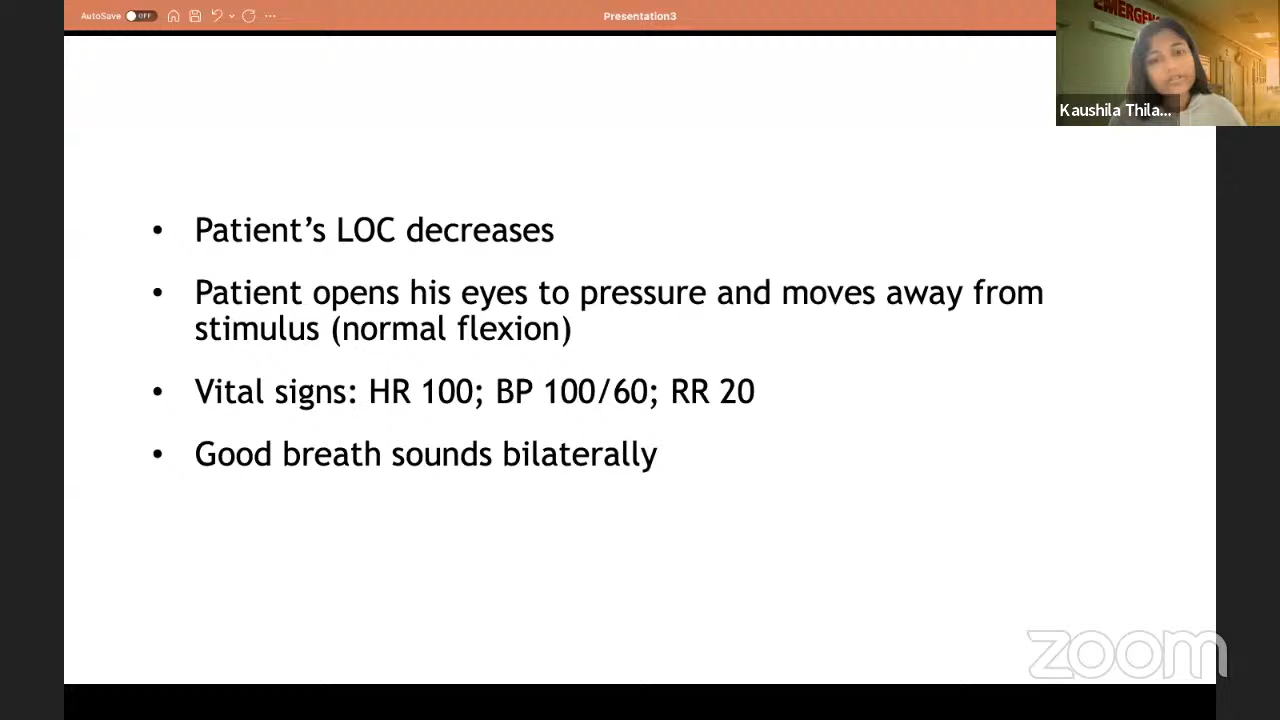 AutoSave OFF
Presentation3
EMERGENC
Kaushila Thila...
• Patient’s LOC decreases
• Patient opens his eyes to pressure and moves away from
stimulus (normal flexion)
• Vital signs: HR 100; BP 100/60; RR 20
• Good breath sounds bilaterally
zoom